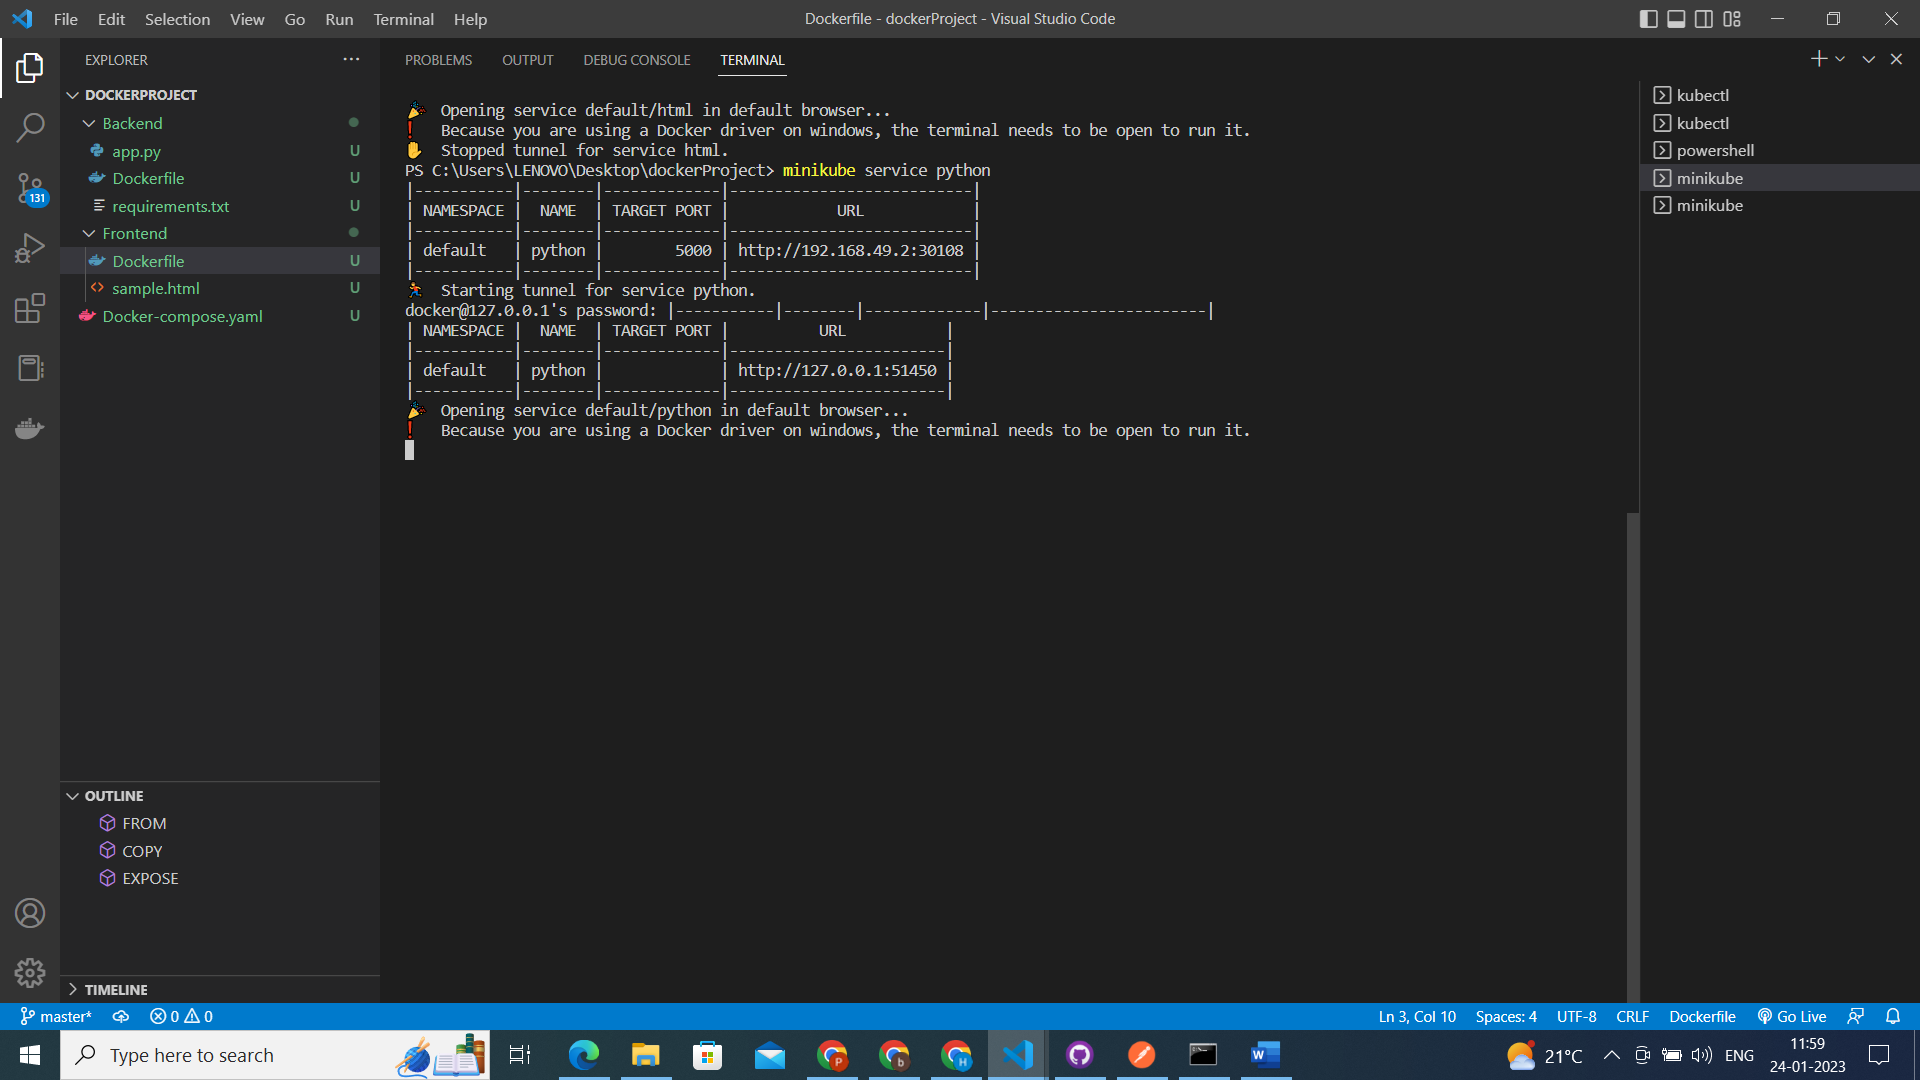 File Edit Selection View Go Run Terminal Help
Dockerfile - dockerProject - Visual Studio Code
EXPLORER
DOCKERPROJECT
Backend
app.py U
Dockerfile U
requirements.txt U
Frontend
Dockerfile U
sample.html U
Docker-compose.yaml U
131
OUTLINE
FROM
COPY
EXPOSE
TIMELINE
PROBLEMS OUTPUT DEBUG CONSOLE TERMINAL
Opening service default/html in default browser...
Because you are using a Docker driver on windows, the terminal needs to be open to run it.
Stopped tunnel for service html.
PS C:\Users\LENOVO\Desktop\dockerProject> minikube service python
|-----------|--------|-------------|---------------------------|
| NAMESPACE |  NAME  | TARGET PORT |            URL            |
|-----------|--------|-------------|---------------------------|
| default   | python |        5000 | http://192.168.49.2:30108 |
|-----------|--------|-------------|---------------------------|
Starting tunnel for service python.
docker@127.0.0.1's password: |-----------|--------|-------------|------------------------|
| NAMESPACE |  NAME  | TARGET PORT |          URL           |
|-----------|--------|-------------|------------------------|
| default   | python |             | http://127.0.0.1:51450 |
|-----------|--------|-------------|------------------------|
Opening service default/python in default browser...
Because you are using a Docker driver on windows, the terminal needs to be open to run it.
kubectl
kubectl
powershell
minikube
minikube
master* 0 0
Ln 3, Col 10 Spaces: 4 UTF-8 CRLF Dockerfile Go Live
Type here to search
21°C ENG
11:59
24-01-2023